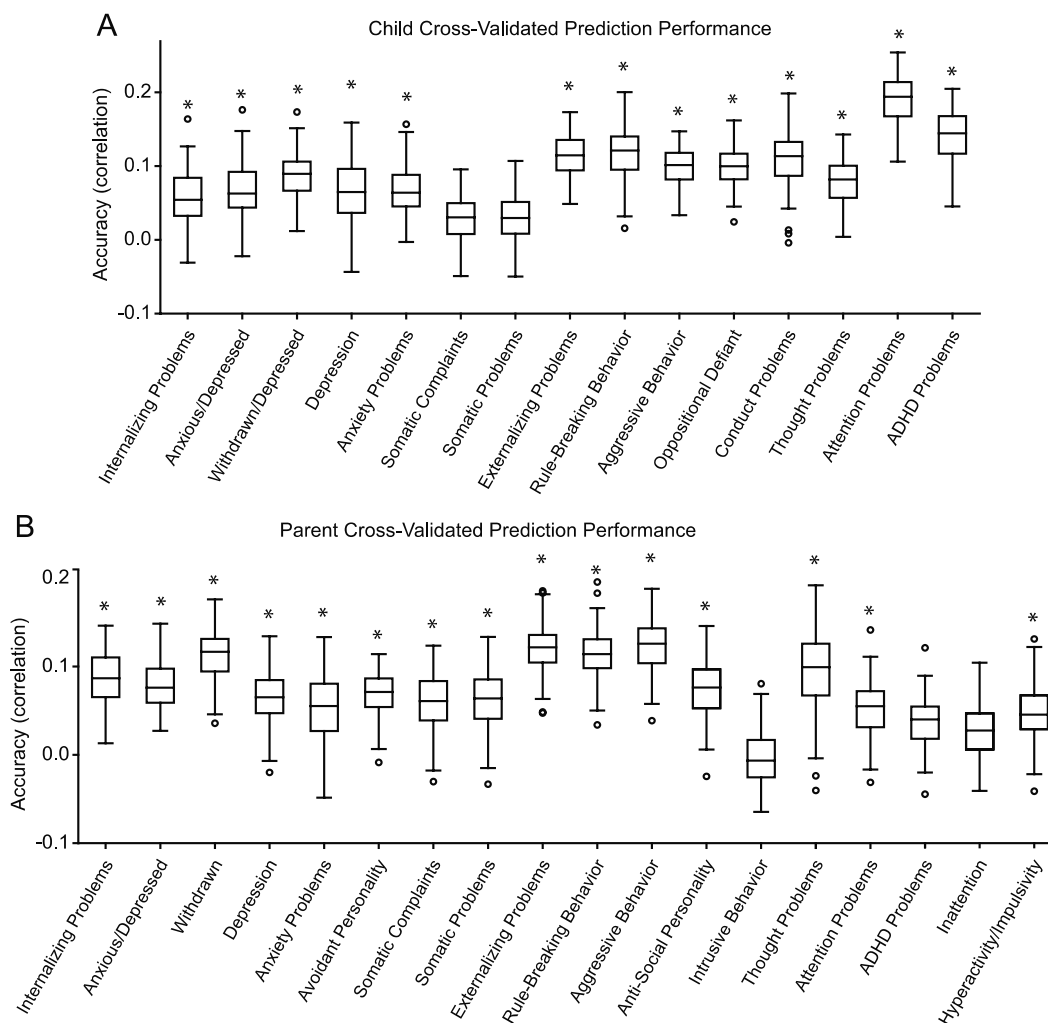 A
Child Cross-Validated Prediction Performance
* * * * * * * * * * * * *
Accuracy (correlation)
0.2
0.1
0.0
-0.1
Internalizing Problems
Anxious/Depressed
Withdrawn/Depressed
Depression
Anxiety Problems
Somatic Complaints
Somatic Problems
Externalizing Problems
Rule-Breaking Behavior
Aggressive Behavior
Oppositional Defiant
Conduct Problems
Thought Problems
Attention Problems
ADHD Problems
B
Parent Cross-Validated Prediction Performance
* * * * * * * * * * * * * * *
Accuracy (correlation)
0.2
0.1
0.0
-0.1
Internalizing Problems
Anxious/Depressed
Withdrawn
Depression
Anxiety Problems
Avoidant Personality
Somatic Complaints
Somatic Problems
Externalizing Problems
Rule-Breaking Behavior
Aggressive Behavior
Anti-Social Personality
Intrusive Behavior
Thought Problems
Attention Problems
ADHD Problems
Inattention
Hyperactivity/Impulsivity